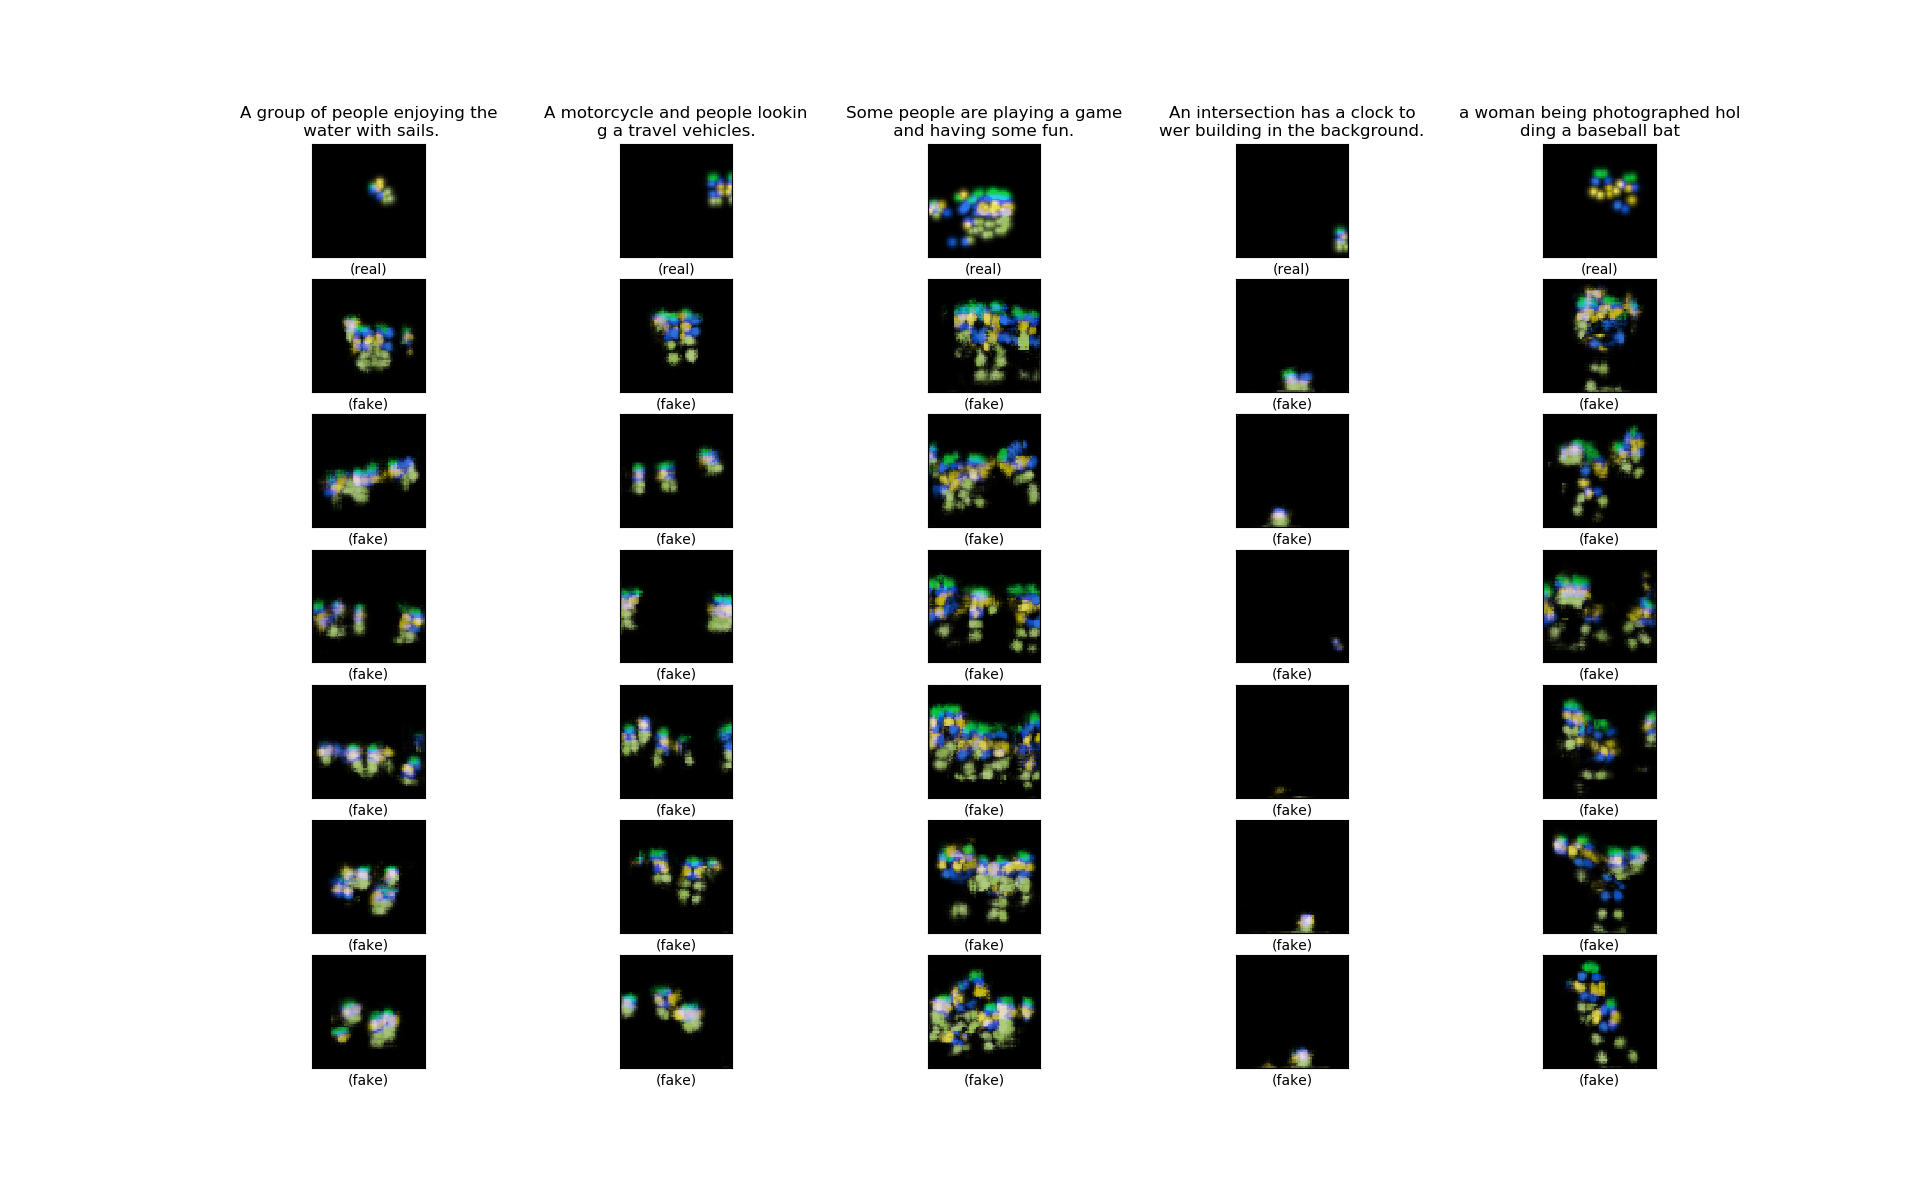 A group of people enjoying the
water with sails.
A motorcycle and people lookin
g a travel vehicles.
Some people are playing a game
and having some fun.
An intersection has a clock to
wer building in the background.
a woman being photographed hol
ding a baseball bat
(real) (real) (real) (real) (real)
(fake) (fake) (fake) (fake) (fake)
(fake) (fake) (fake) (fake) (fake)
(fake) (fake) (fake) (fake) (fake)
(fake) (fake) (fake) (fake) (fake)
(fake) (fake) (fake) (fake) (fake)
(fake) (fake) (fake) (fake) (fake)